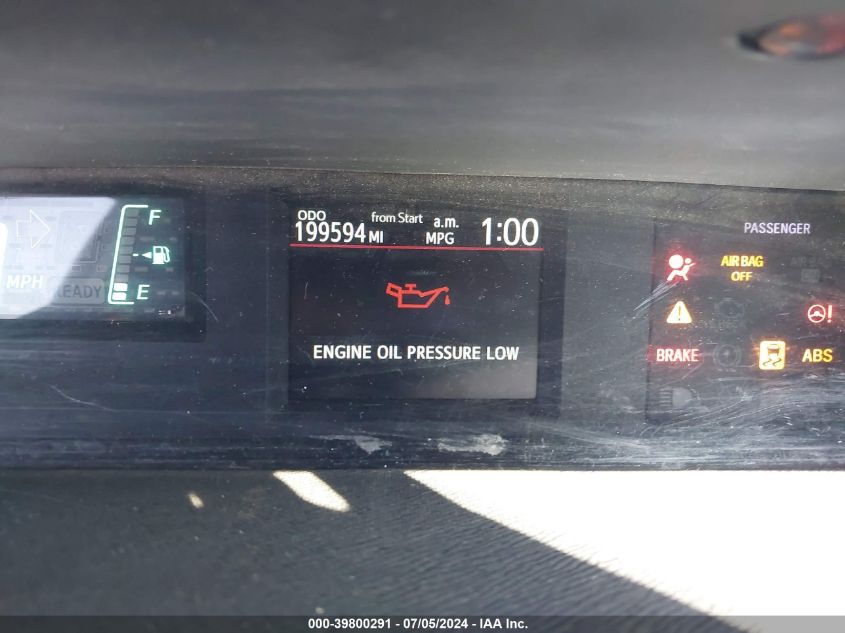 ODO from Start a.m. 1:00
199594 MI MPG
ENGINE OIL PRESSURE LOW
F
E
MPH
READY
PASSENGER
AIR BAG
OFF
!
BRAKE
ABS
000-39800291 - 07/05/2024 - IAA Inc.